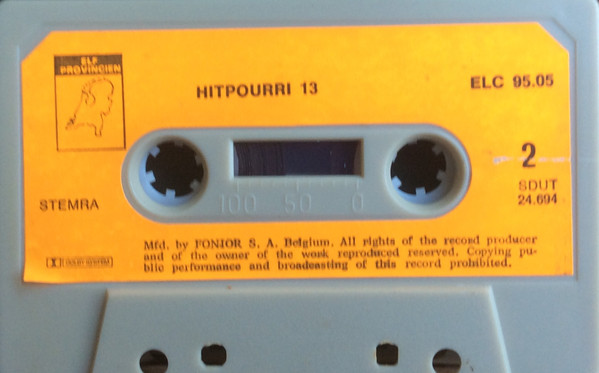 ELF
PROVINCIEN
HITPOURRI 13
ELC 95.05
2
STEMRA
100 50 0
SDUT
24.694
Mfd. by FONIOR S. A. Belgium. All rights of the record producer
and of the owner of the work reproduced reserved. Copying pu-
blic performance and broadcasting of this record prohibited.
DOLBY SYSTEM